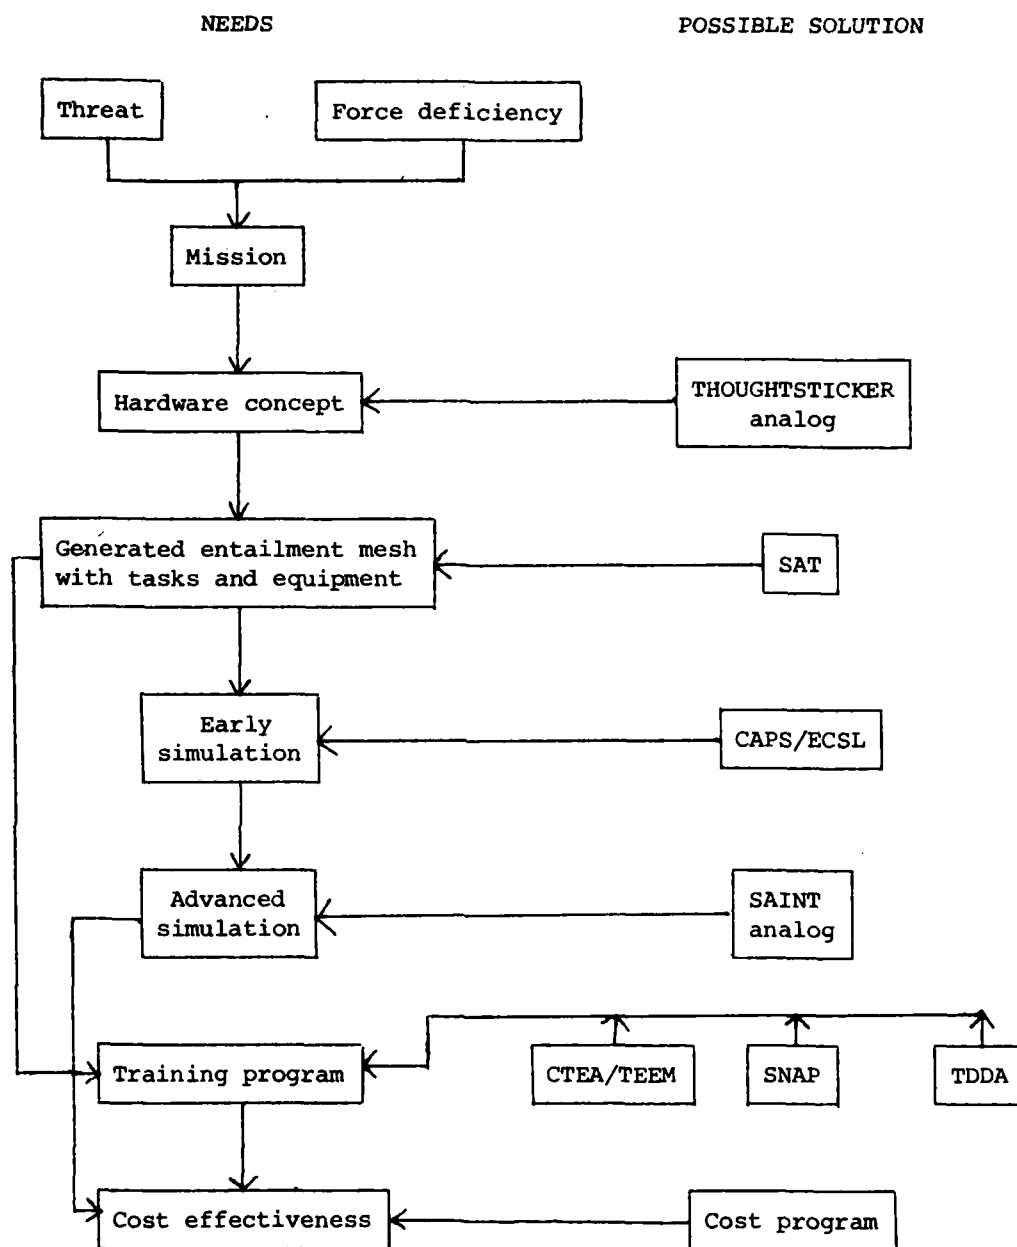 NEEDS
POSSIBLE SOLUTION
Threat
Force deficiency
Mission
Hardware concept
THOUGHTSTICKER
analog
Generated entailment mesh
with tasks and equipment
SAT
Early
simulation
CAPS/ECSL
Advanced
simulation
SAINT
analog
Training program
CTEA/TEEM
SNAP
TDDA
Cost effectiveness
Cost program